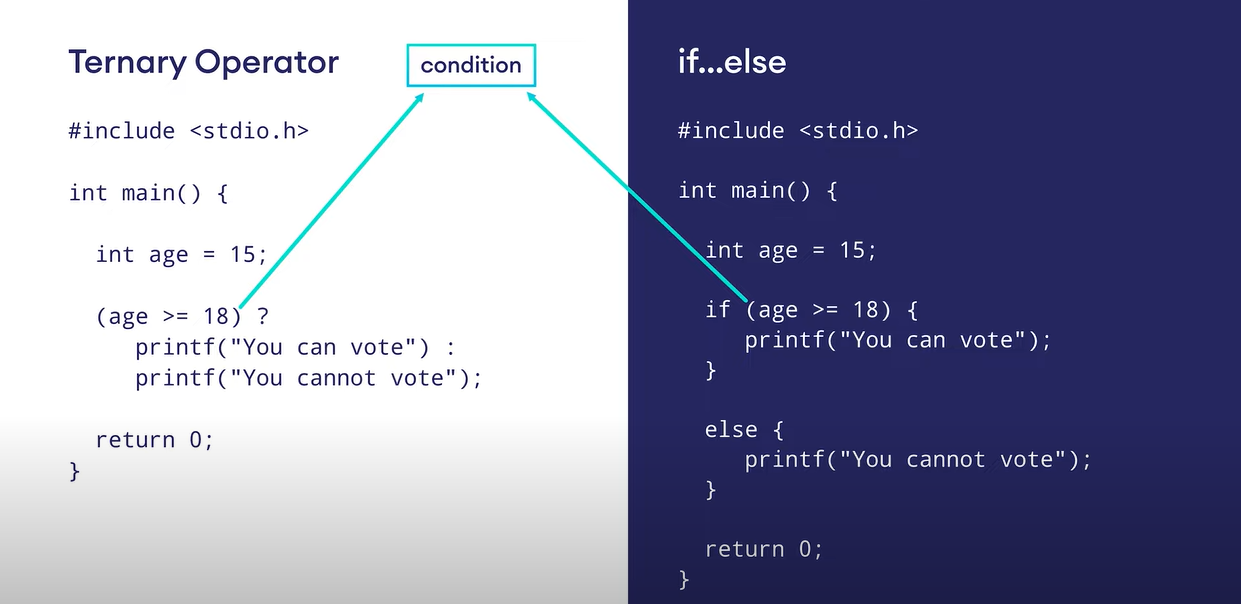 Ternary Operator
condition
#include <stdio.h>
int main() {
int age = 15;
(age >= 18) ?
printf("You can vote") :
printf("You cannot vote");
return 0;
}
if...else
#include <stdio.h>
int main() {
int age = 15;
if (age >= 18) {
printf("You can vote");
}
else {
printf("You cannot vote");
}
return 0;
}